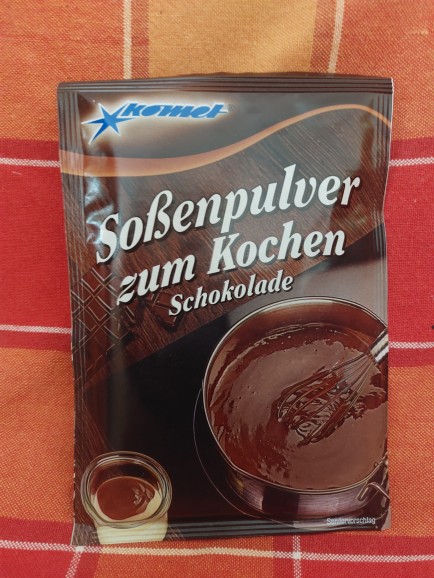 Komet
Soßenpulver
zum Kochen
Schokolade
Serviervorschlag